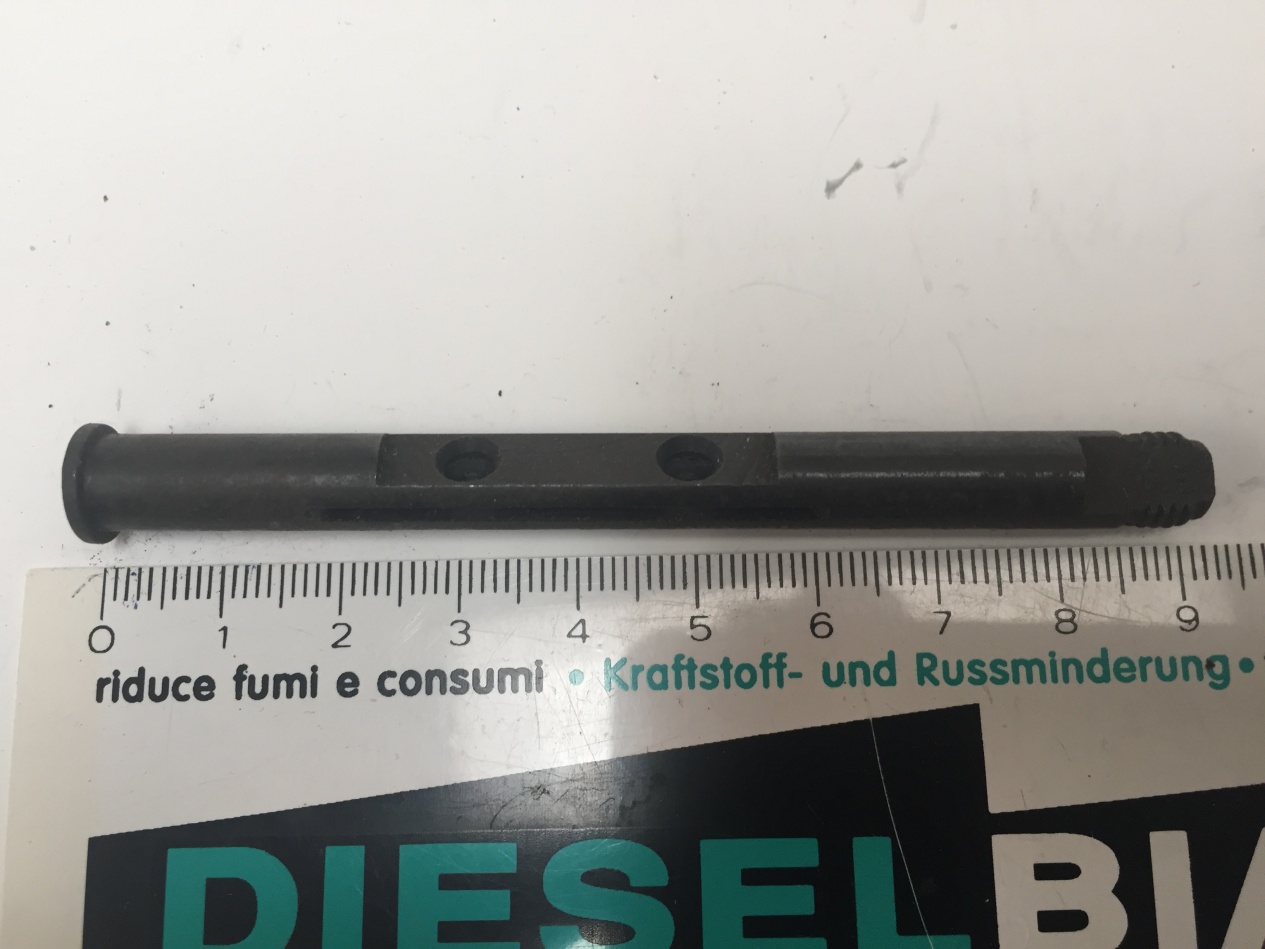 0 1 2 3 4 5 6 7 8 9
riduce fumi e consumi • Kraftstoff- und Russminderung •
DIESEL